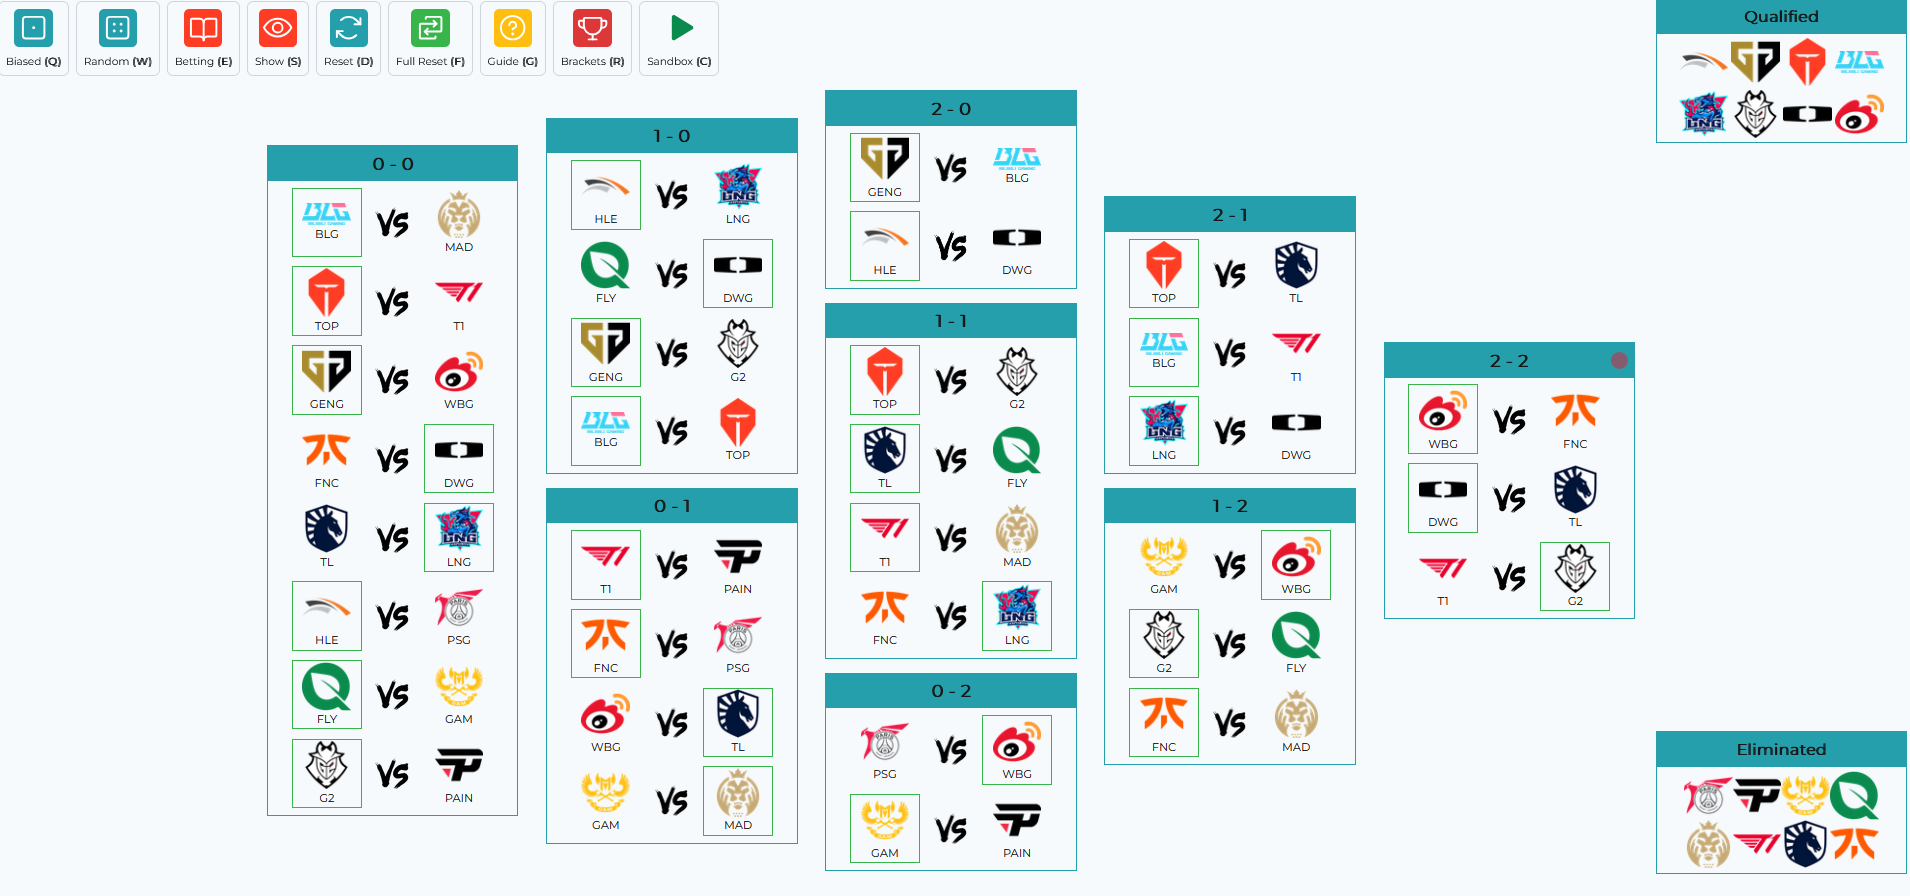 Biased (Q) Random (W) Betting (E) Show (S) Reset (D) Full Reset (F) Guide (G) Brackets (R) Sandbox (C)
0 - 0
BLG VS MAD
TOP VS T1
GENG VS WBG
FNC VS DWG
TL VS LNG
HLE VS PSG
FLY VS GAM
G2 VS PAIN
1 - 0
HLE VS LNG
FLY VS DWG
GENG VS G2
BLG VS TOP
0 - 1
T1 VS PAIN
FNC VS PSG
WBG VS TL
GAM VS MAD
2 - 0
GENG VS BLG
HLE VS DWG
1 - 1
TOP VS G2
TL VS FLY
T1 VS MAD
FNC VS LNG
0 - 2
PSG VS WBG
GAM VS PAIN
2 - 1
TOP VS TL
BLG VS T1
LNG VS DWG
1 - 2
GAM VS WBG
G2 VS FLY
FNC VS MAD
2 - 2
WBG VS FNC
DWG VS TL
T1 VS G2
Qualified
Eliminated